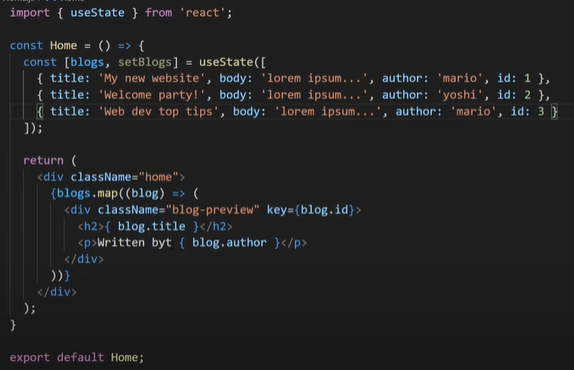 import { useState } from 'react';
const Home = () => {
const [blogs, setBlogs] = useState([
{ title: 'My new website', body: 'lorem ipsum...', author: 'mario', id: 1 },
{ title: 'Welcome party!', body: 'lorem ipsum...', author: 'yoshi', id: 2 },
{ title: 'Web dev top tips', body: 'lorem ipsum...', author: 'mario', id: 3 }
]);
return (
<div className="home">
{blogs.map((blog) => (
<div className="blog-preview" key={blog.id}>
<h2>{ blog.title }</h2>
<p>Written byt { blog.author }</p>
</div>
))}
</div>
);
}
export default Home;